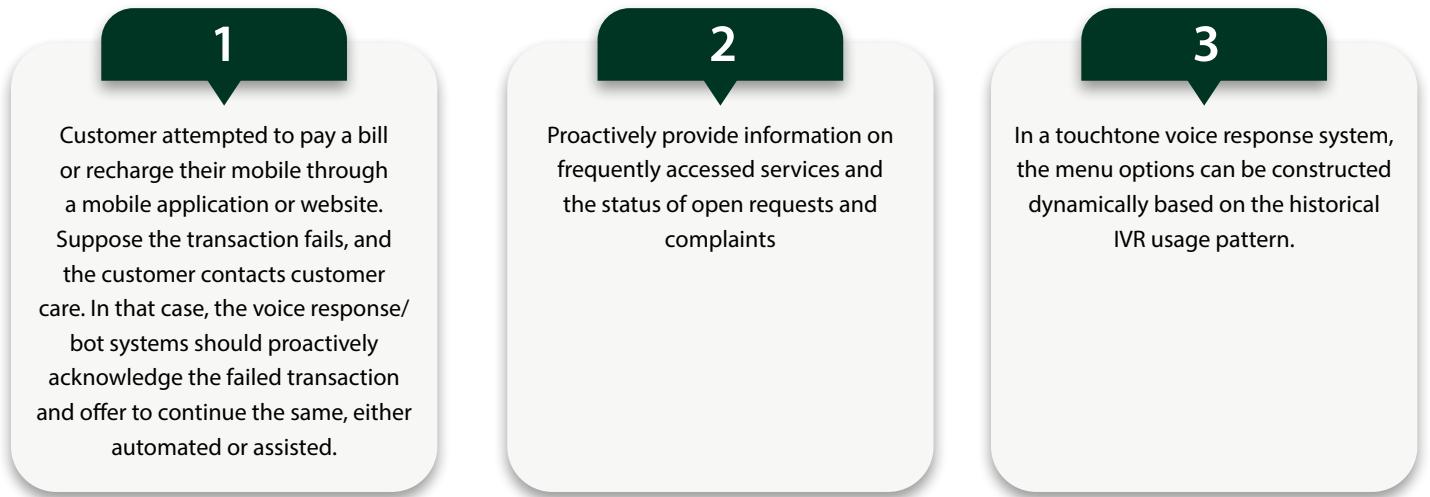 1
Customer attempted to pay a bill
or recharge their mobile through
a mobile application or website.
Suppose the transaction fails, and
the customer contacts customer
care. In that case, the voice response/
bot systems should proactively
acknowledge the failed transaction
and offer to continue the same, either
automated or assisted.
2
Proactively provide information on
frequently accessed services and
the status of open requests and
complaints
3
In a touchtone voice response system,
the menu options can be constructed
dynamically based on the historical
IVR usage pattern.